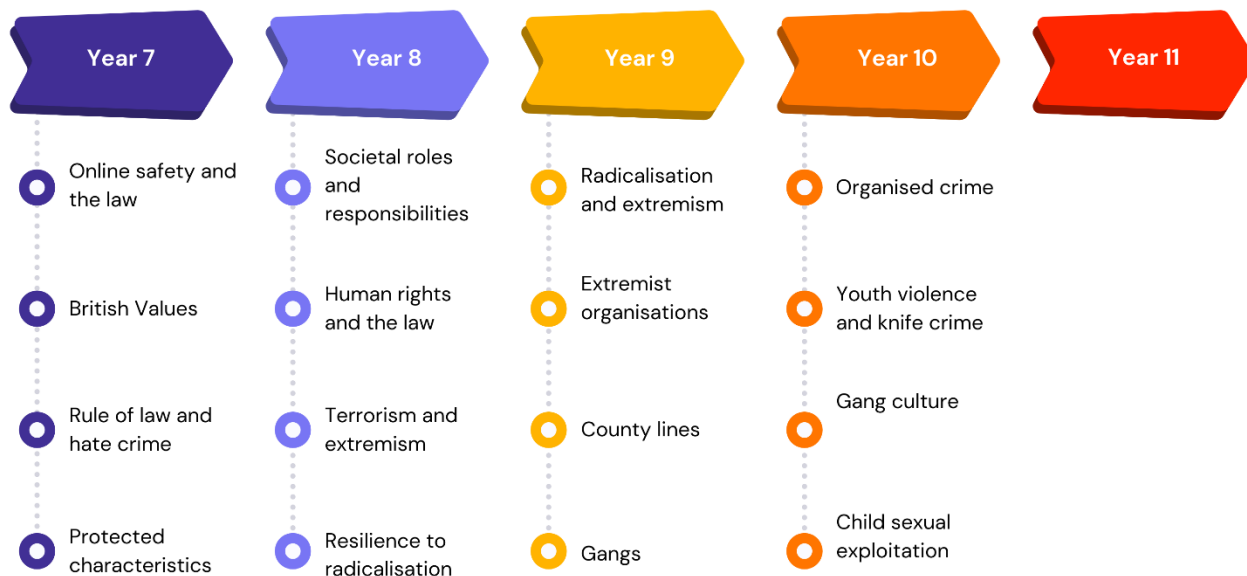 Year 7
Year 8
Year 9
Year 10
Year 11
Online safety and
the law
British Values
Rule of law and
hate crime
Protected
characteristics
Societal roles
and
responsibilities
Human rights
and the law
Terrorism and
extremism
Resilience to
radicalisation
Radicalisation
and extremism
Extremist
organisations
County lines
Gangs
Organised crime
Youth violence
and knife crime
Gang culture
Child sexual
exploitation